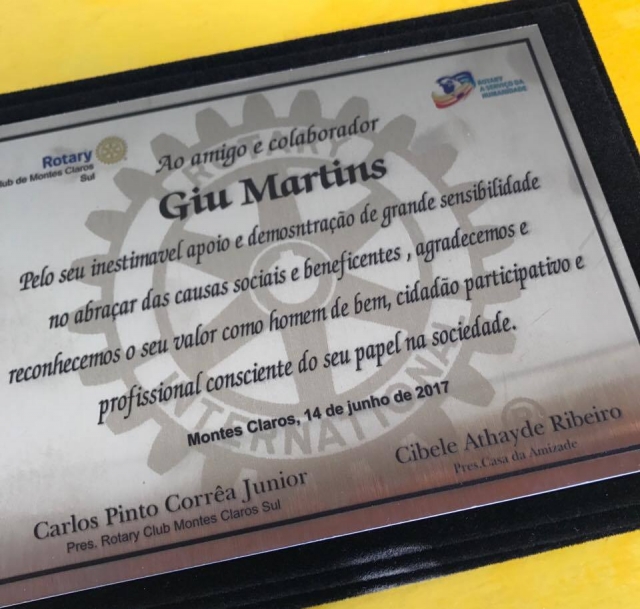 Rotary
Club de Montes Claros
Sul
ROTARY
A SERVIÇO DA
HUMANIDADE
Ao amigo e colaborador
Giu Martins
Pelo seu inestimavel apoio e demosntração de grande sensibilidade
no abraçar das causas sociais e beneficentes , agradecemos e
reconhecemos o seu valor como homem de bem, cidadão participativo e
profissional consciente do seu papel na sociedade.
Montes Claros, 14 de junho de 2017
Carlos Pinto Corrêa Junior
Pres. Rotary Club Montes Claros Sul
Cibele Athayde Ribeiro
Pres.Casa da Amizade
ROTARY
INTERNATIONAL
®